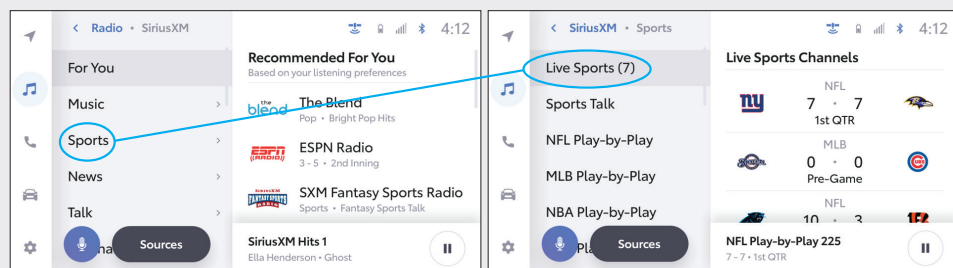 Radio • SiriusXM
4:12
For You
Music
Sports
News
Talk
Sources
Recommended For You
Based on your listening preferences
the
blend
The Blend
Pop • Bright Pop Hits
ESPN
RADIO
ESPN Radio
3 - 5 • 2nd Inning
SiriusXM
FANTASY SPORTS
RADIO
SXM Fantasy Sports Radio
Sports • Fantasy Sports Talk
SiriusXM Hits 1
Ella Henderson • Ghost
SiriusXM • Sports
4:12
Live Sports (7)
Sports Talk
NFL Play-by-Play
MLB Play-by-Play
NBA Play-by-Play
Sources
Live Sports Channels
NFL
ny
7 • 7
1st QTR
MLB
0 • 0
Pre-Game
NFL
10 • 3
NFL Play-by-Play 225
7 - 7 • 1st QTR